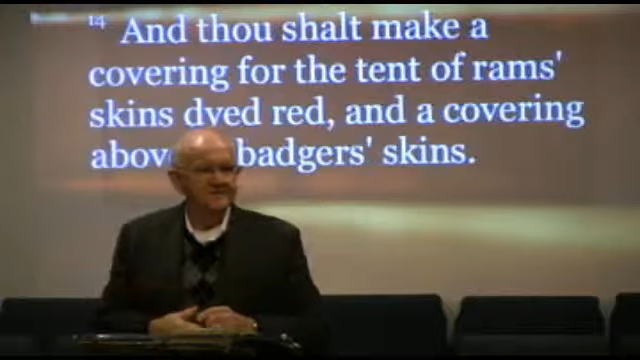 14 And thou shalt make a
covering for the tent of rams'
skins dyed red, and a covering
above badgers' skins.